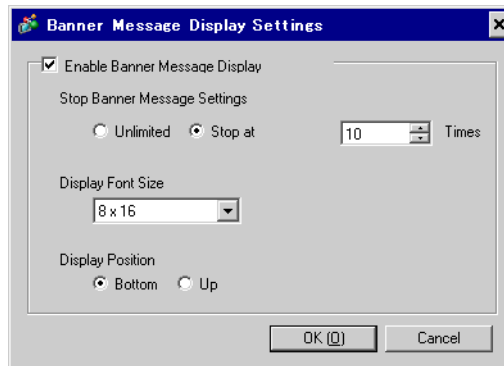 Banner Message Display Settings
Enable Banner Message Display
Stop Banner Message Settings
Unlimited Stop at 10 Times
Display Font Size
8 x 16
Display Position
Bottom Up
OK (O) Cancel